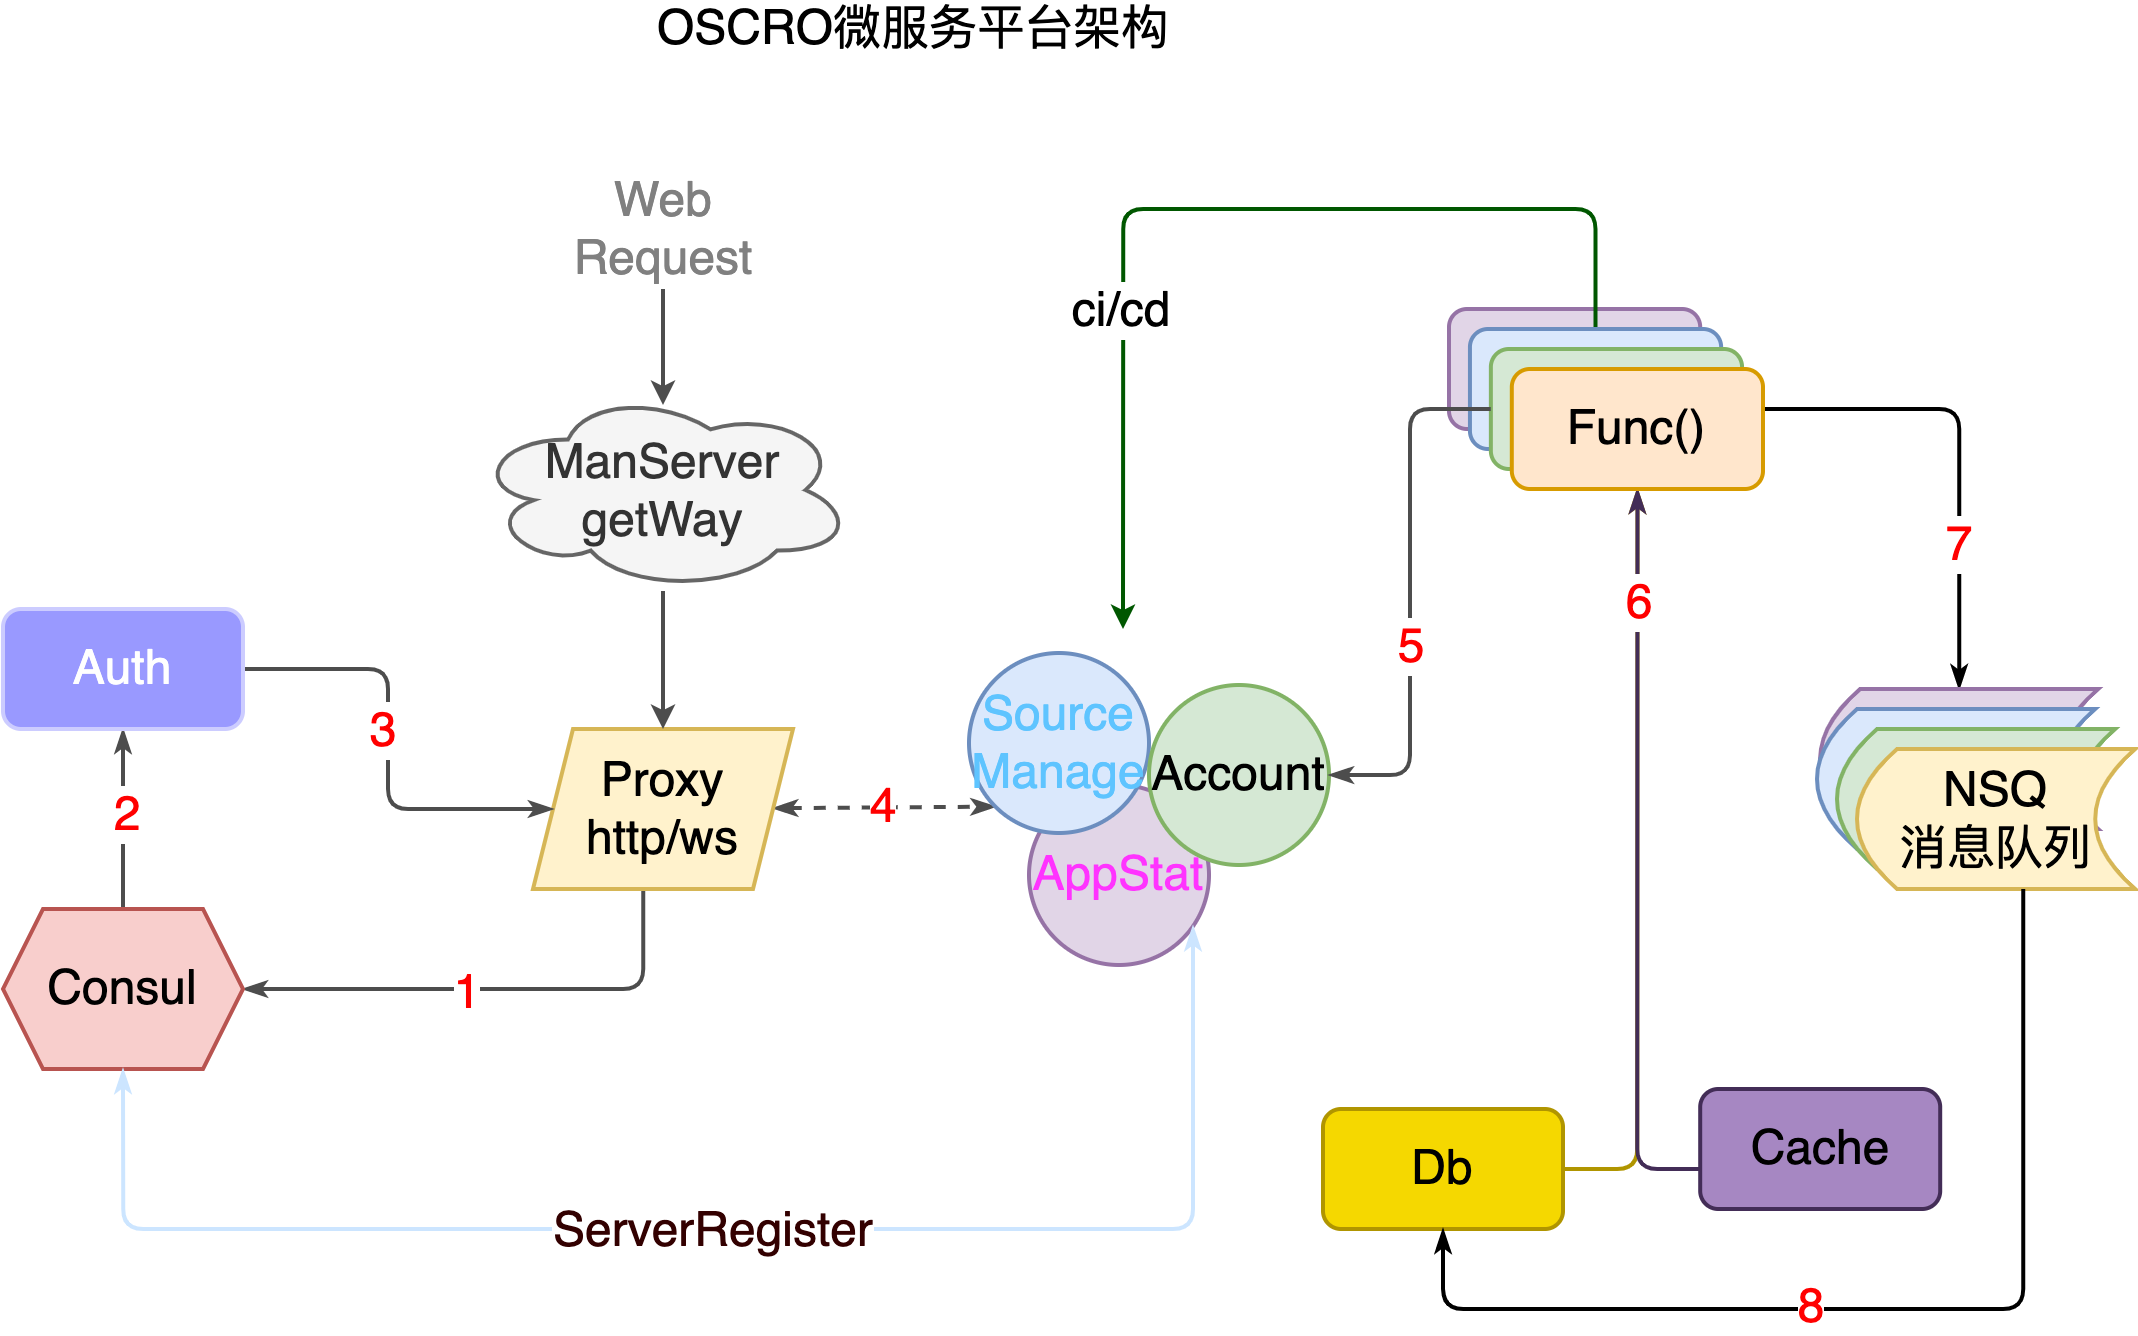 OSCRO微服务平台架构
Web
Request
ci/cd
ManServer
getWay
Func()
7
6
5
Auth
3
Proxy
http/ws
2
4
Source
Manage
Account
AppStat
NSQ
消息队列
Consul
1
Db
Cache
ServerRegister
8